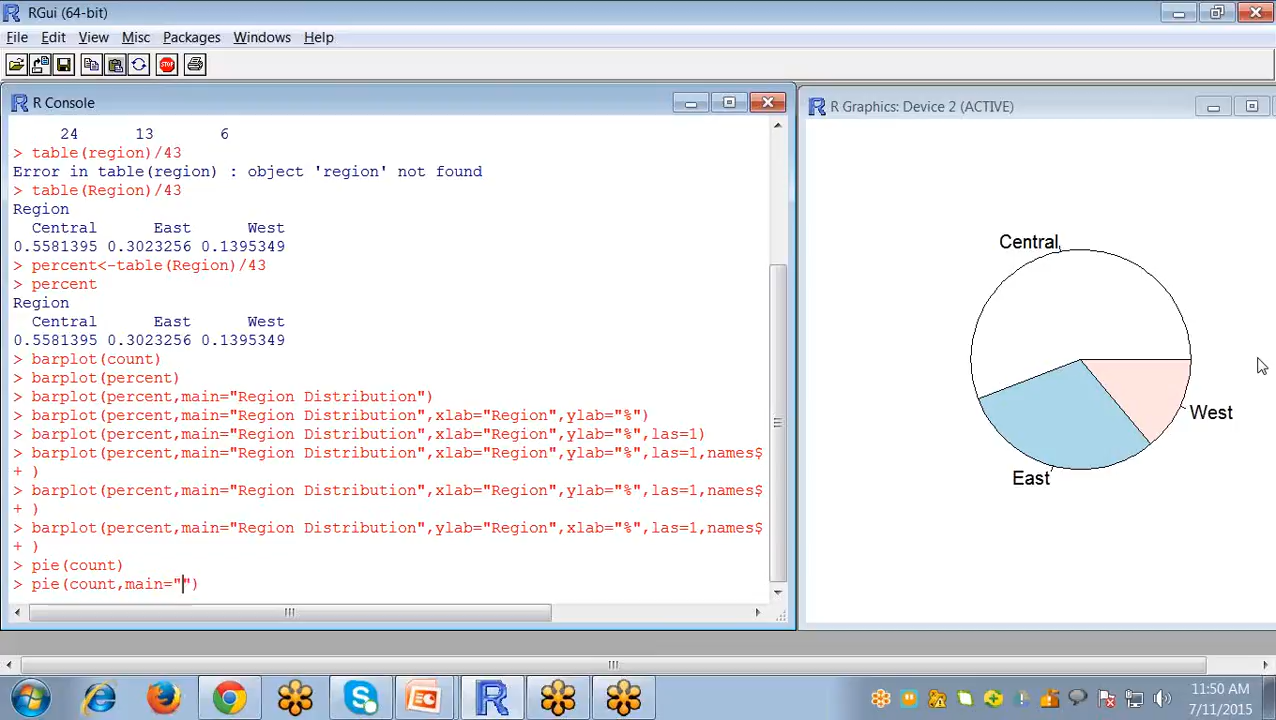 RGui (64-bit)
File Edit View Misc Packages Windows Help
STOP
R Console
24 13 6
> table(region)/43
Error in table(region) : object 'region' not found
> table(Region)/43
Region
Central East West
0.5581395 0.3023256 0.1395349
> percent<-table(Region)/43
> percent
Region
Central East West
0.5581395 0.3023256 0.1395349
> barplot(count)
> barplot(percent)
> barplot(percent,main="Region Distribution")
> barplot(percent,main="Region Distribution",xlab="Region",ylab="%")
> barplot(percent,main="Region Distribution",xlab="Region",ylab="%",las=1)
> barplot(percent,main="Region Distribution",xlab="Region",ylab="%",las=1,names$
+ )
> barplot(percent,main="Region Distribution",xlab="Region",ylab="%",las=1,names$
+ )
> barplot(percent,main="Region Distribution",ylab="Region",xlab="%",las=1,names$
+ )
> pie(count)
> pie(count,main="")
R Graphics: Device 2 (ACTIVE)
Central
West
East
11:50 AM
7/11/2015